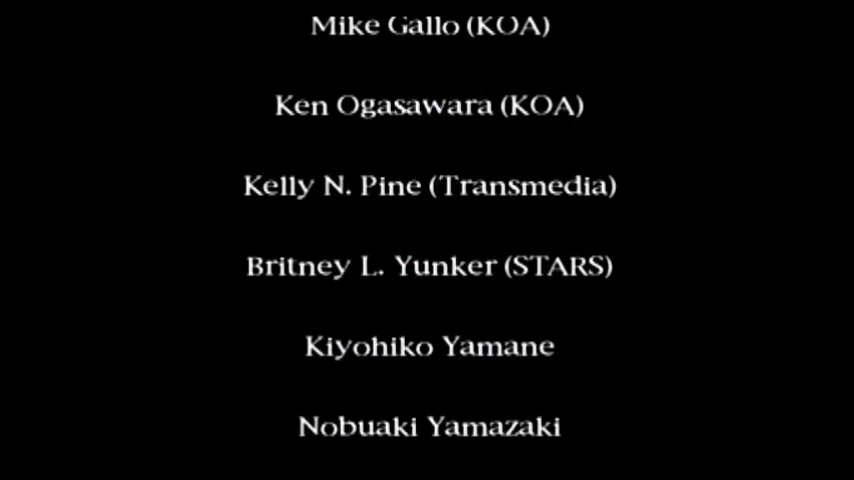 Mike Gallo (KOA)
Ken Ogasawara (KOA)
Kelly N. Pine (Transmedia)
Britney L. Yunker (STARS)
Kiyohiko Yamane
Nobuaki Yamazaki